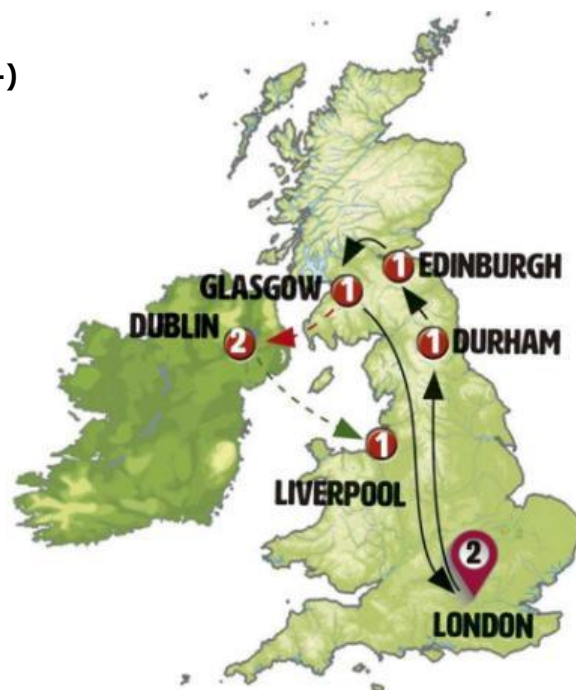 -)
1 EDINBURGH
GLASGOW 1
DUBLIN
2
1 DURHAM
1
LIVERPOOL
2
LONDON